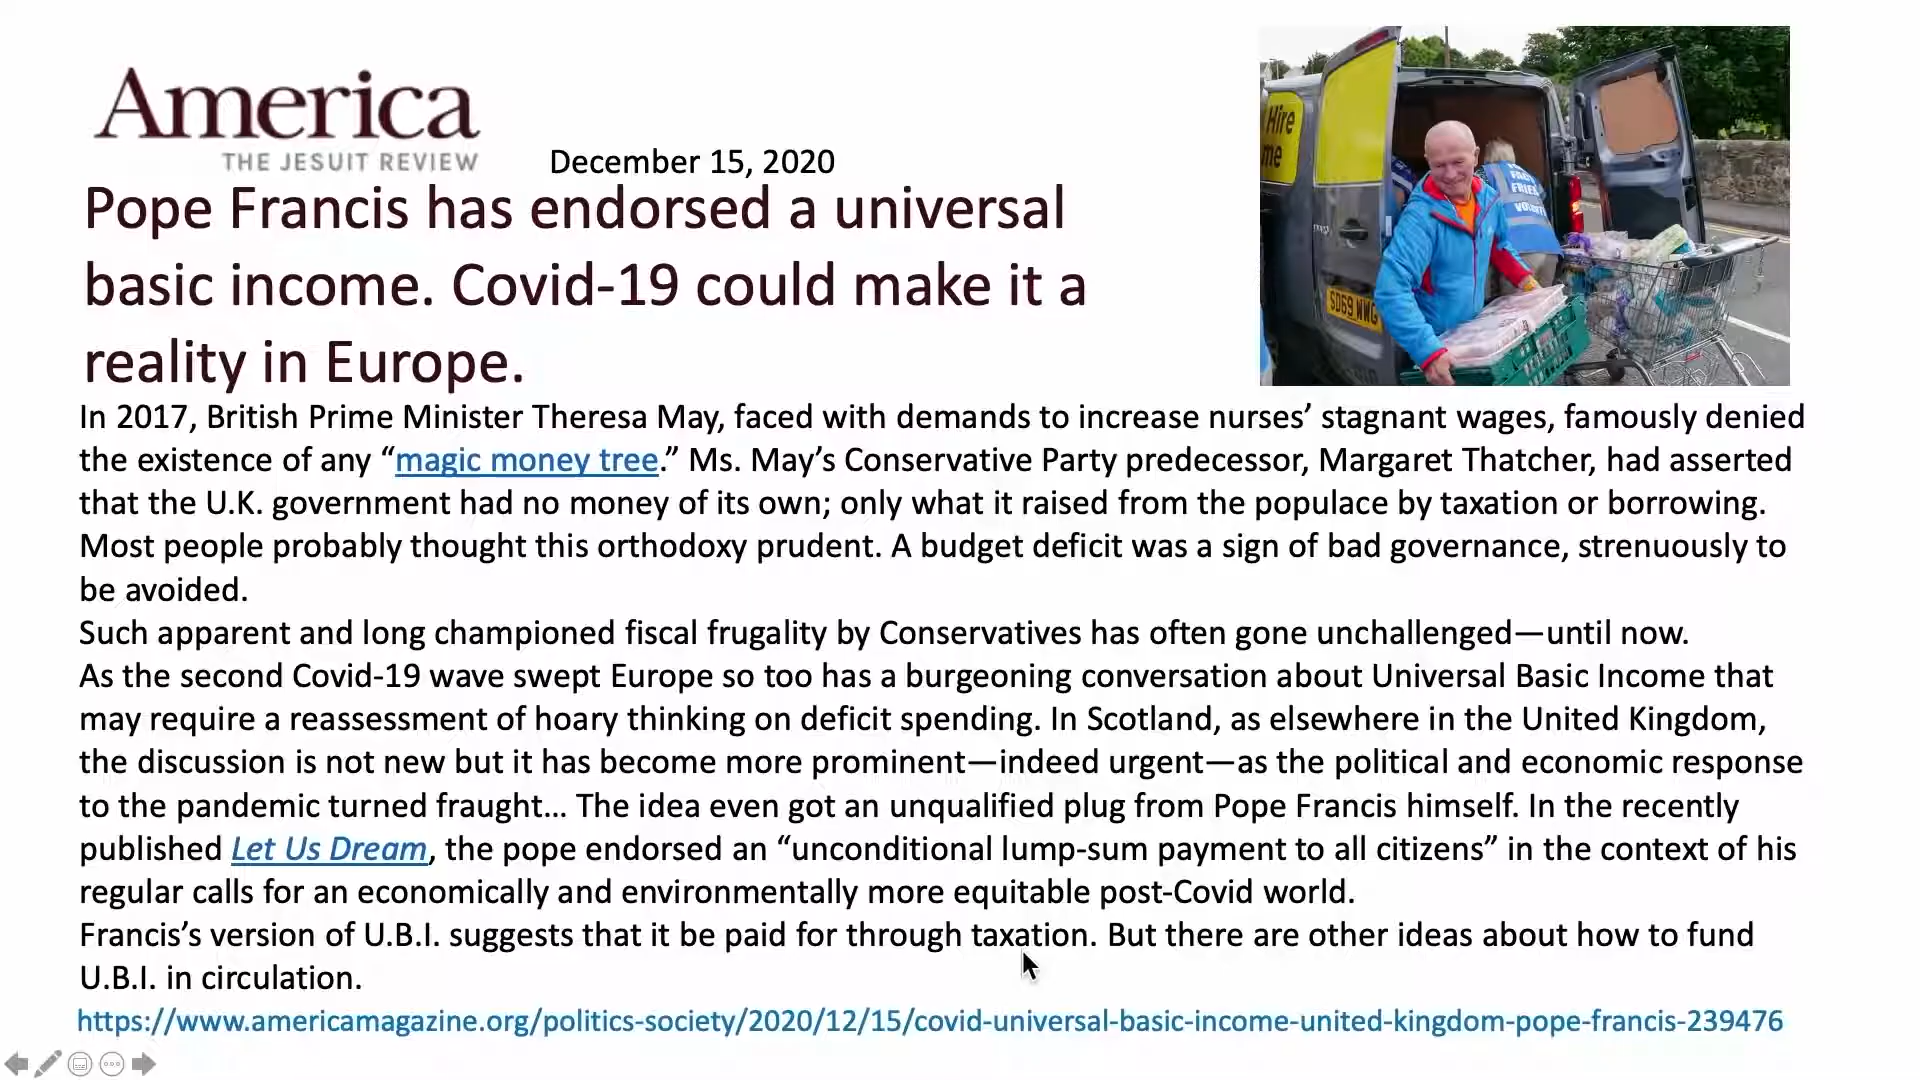 America
THE JESUIT REVIEW
December 15, 2020
Pope Francis has endorsed a universal
basic income. Covid-19 could make it a
reality in Europe.
Hire
me
SD69 WWG
In 2017, British Prime Minister Theresa May, faced with demands to increase nurses’ stagnant wages, famously denied
the existence of any “magic money tree.” Ms. May’s Conservative Party predecessor, Margaret Thatcher, had asserted
that the U.K. government had no money of its own; only what it raised from the populace by taxation or borrowing.
Most people probably thought this orthodoxy prudent. A budget deficit was a sign of bad governance, strenuously to
be avoided.
Such apparent and long championed fiscal frugality by Conservatives has often gone unchallenged—until now.
As the second Covid-19 wave swept Europe so too has a burgeoning conversation about Universal Basic Income that
may require a reassessment of hoary thinking on deficit spending. In Scotland, as elsewhere in the United Kingdom,
the discussion is not new but it has become more prominent—indeed urgent—as the political and economic response
to the pandemic turned fraught... The idea even got an unqualified plug from Pope Francis himself. In the recently
published Let Us Dream, the pope endorsed an “unconditional lump-sum payment to all citizens” in the context of his
regular calls for an economically and environmentally more equitable post-Covid world.
Francis’s version of U.B.I. suggests that it be paid for through taxation. But there are other ideas about how to fund
U.B.I. in circulation.
https://www.americamagazine.org/politics-society/2020/12/15/covid-universal-basic-income-united-kingdom-pope-francis-239476